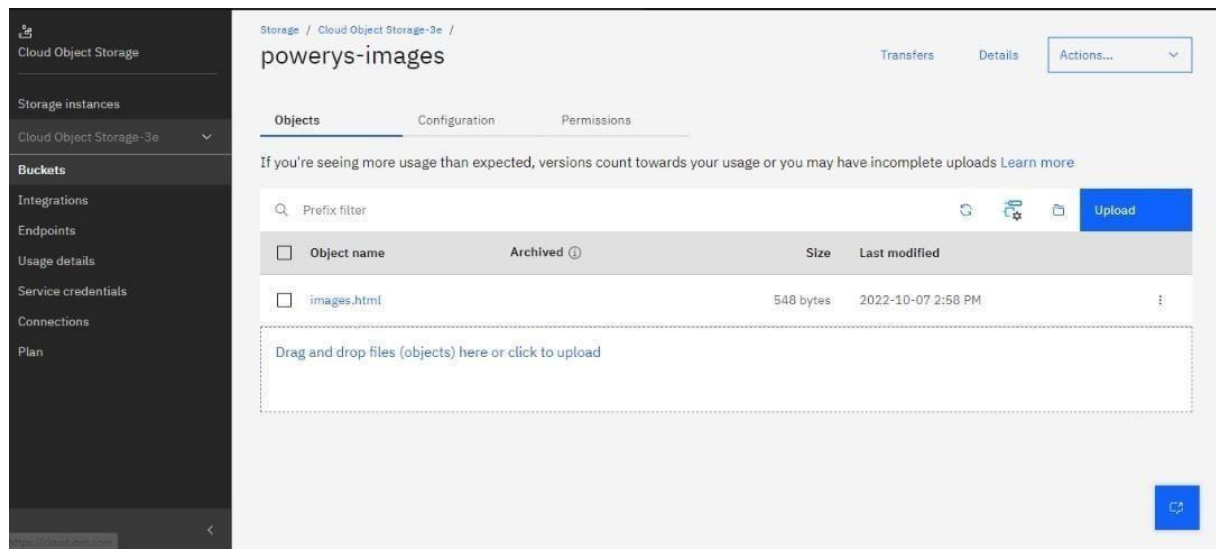 Cloud Object Storage
Storage instances
Cloud Object Storage-3e
Buckets
Integrations
Endpoints
Usage details
Service credentials
Connections
Plan
Storage / Cloud Object Storage-3e /
powerys-images
Transfers Details Actions...
Objects Configuration Permissions
If you're seeing more usage than expected, versions count towards your usage or you may have incomplete uploads Learn more
Prefix filter Upload
Object name Archived Size Last modified
images.html 548 bytes 2022-10-07 2:58 PM
Drag and drop files (objects) here or click to upload